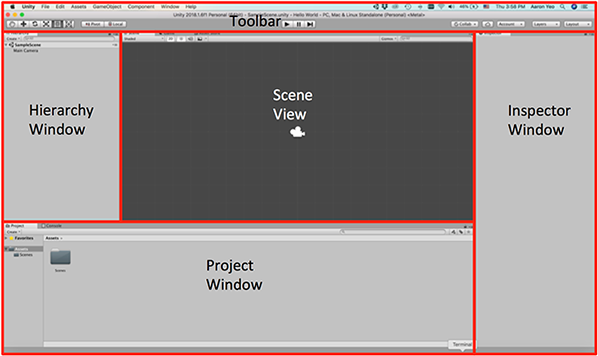 Unity File Edit Assets GameObject Component Window Help
Thu 3:58 PM Aaron Yeo
Unity 2018.1.6f1 Personal SampleScene.unity - Hello World - PC, Mac & Linux Standalone (Personal) <Metal>
Toolbar
Pivot Local
Collab Account Layers Layout
Create
Shaded 2D Gizmos
SampleScene
Main Camera
Hierarchy
Window
Scene
View
Inspector
Window
Project Console
Create
Favorites
Assets
Scenes
Assets
Scenes
Project
Window
Terminal